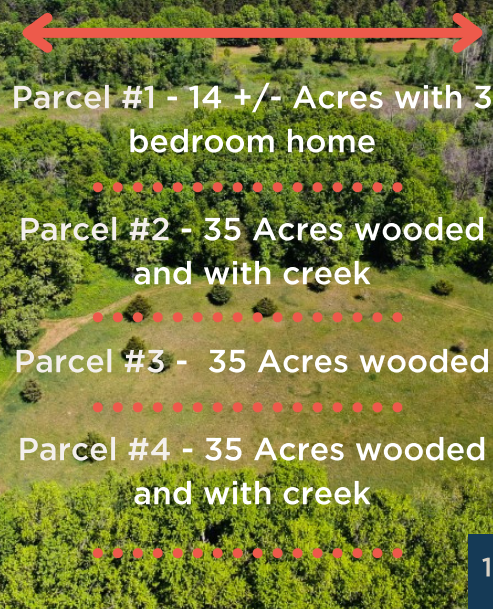 Parcel #1 - 14 +/- Acres with 3
bedroom home
Parcel #2 - 35 Acres wooded
and with creek
Parcel #3 - 35 Acres wooded
Parcel #4 - 35 Acres wooded
and with creek
1